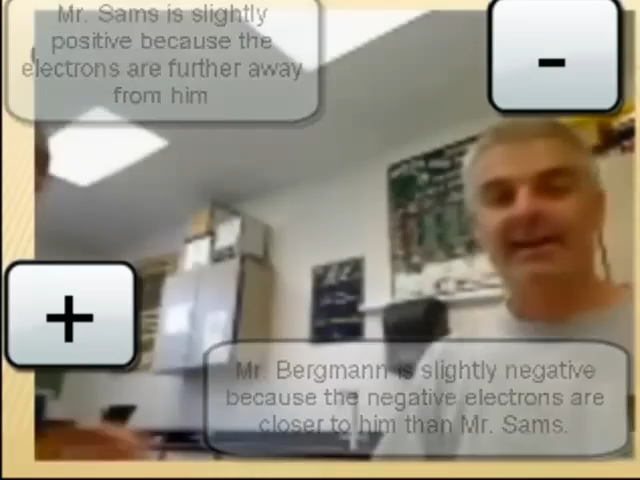 Mr. Sams is slightly
positive because the
electrons are further away
from him
-
+
Mr. Bergmann is slightly negative
because the negative electrons are
closer to him than Mr. Sams.